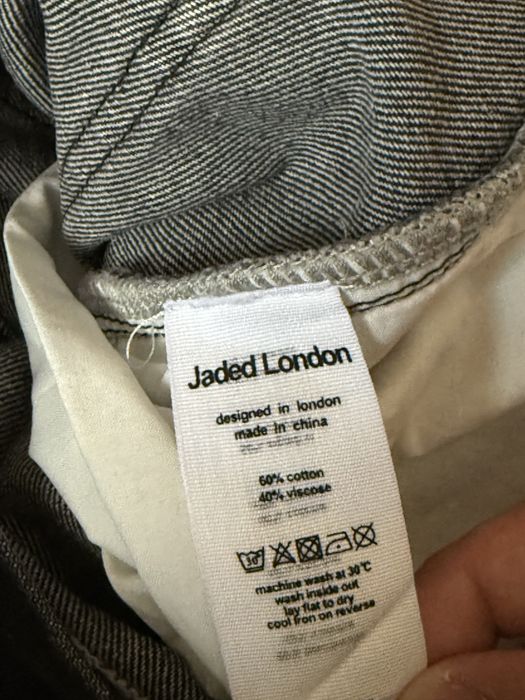 Jaded London
designed in london
made in china
60% cotton
40% viscose
30°
machine wash at 30°C
wash inside out
lay flat to dry
cool iron on reverse